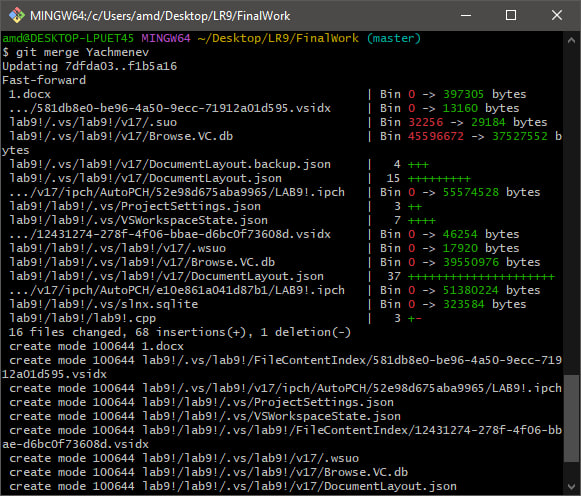 MINGW64:/c/Users/amd/Desktop/LR9/FinalWork
amd@DESKTOP-LPUET45 MINGW64 ~/Desktop/LR9/FinalWork (master)
$ git merge Yachmenev
Updating 7dfda03..f1b5a16
Fast-forward
 1.docx | Bin 0 -> 397305 bytes
 .../581db8e0-be96-4a50-9ecc-71912a01d595.vsidx | Bin 0 -> 13160 bytes
 lab9!/.vs/lab9!/v17/.suo | Bin 32256 -> 29184 bytes
 lab9!/.vs/lab9!/v17/Browse.VC.db | Bin 45596672 -> 37527552 b
ytes
 lab9!/.vs/lab9!/v17/DocumentLayout.backup.json | 4 +++
 lab9!/.vs/lab9!/v17/DocumentLayout.json | 15 +++++++++
 .../v17/ipch/AutoPCH/52e98d675aba9965/LAB9!.ipch | Bin 0 -> 55574528 bytes
 lab9!/lab9!/.vs/ProjectSettings.json | 3 ++
 lab9!/lab9!/.vs/VSWorkspaceState.json | 7 ++++
 .../12431274-278f-4f06-bbae-d6bc0f73608d.vsidx | Bin 0 -> 46254 bytes
 lab9!/lab9!/.vs/lab9!/v17/.wsuo | Bin 0 -> 17920 bytes
 lab9!/lab9!/.vs/lab9!/v17/Browse.VC.db | Bin 0 -> 39550976 bytes
 lab9!/lab9!/.vs/lab9!/v17/DocumentLayout.json | 37 +++++++++++++++++++++
 .../v17/ipch/AutoPCH/e10e861a041d87b1/LAB9!.ipch | Bin 0 -> 51380224 bytes
 lab9!/lab9!/.vs/slnx.sqlite | Bin 0 -> 323584 bytes
 lab9!/lab9!/lab9!.cpp | 3 +-
 16 files changed, 68 insertions(+), 1 deletion(-)
 create mode 100644 1.docx
 create mode 100644 lab9!/.vs/lab9!/FileContentIndex/581db8e0-be96-4a50-9ecc-719
12a01d595.vsidx
 create mode 100644 lab9!/.vs/lab9!/v17/ipch/AutoPCH/52e98d675aba9965/LAB9!.ipch
 create mode 100644 lab9!/lab9!/.vs/ProjectSettings.json
 create mode 100644 lab9!/lab9!/.vs/VSWorkspaceState.json
 create mode 100644 lab9!/lab9!/.vs/lab9!/FileContentIndex/12431274-278f-4f06-bb
ae-d6bc0f73608d.vsidx
 create mode 100644 lab9!/lab9!/.vs/lab9!/v17/.wsuo
 create mode 100644 lab9!/lab9!/.vs/lab9!/v17/Browse.VC.db
 create mode 100644 lab9!/lab9!/.vs/lab9!/v17/DocumentLayout.json